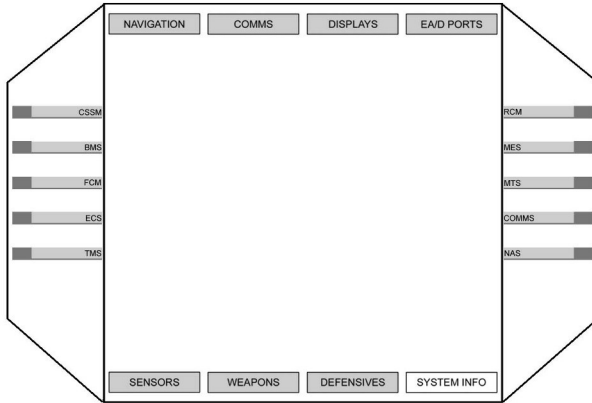 NAVIGATION COMMS DISPLAYS EA/D PORTS
CSSM RCM
BMS MES
FCM MTS
ECS COMMS
TMS NAS
SENSORS WEAPONS DEFENSIVES SYSTEM INFO